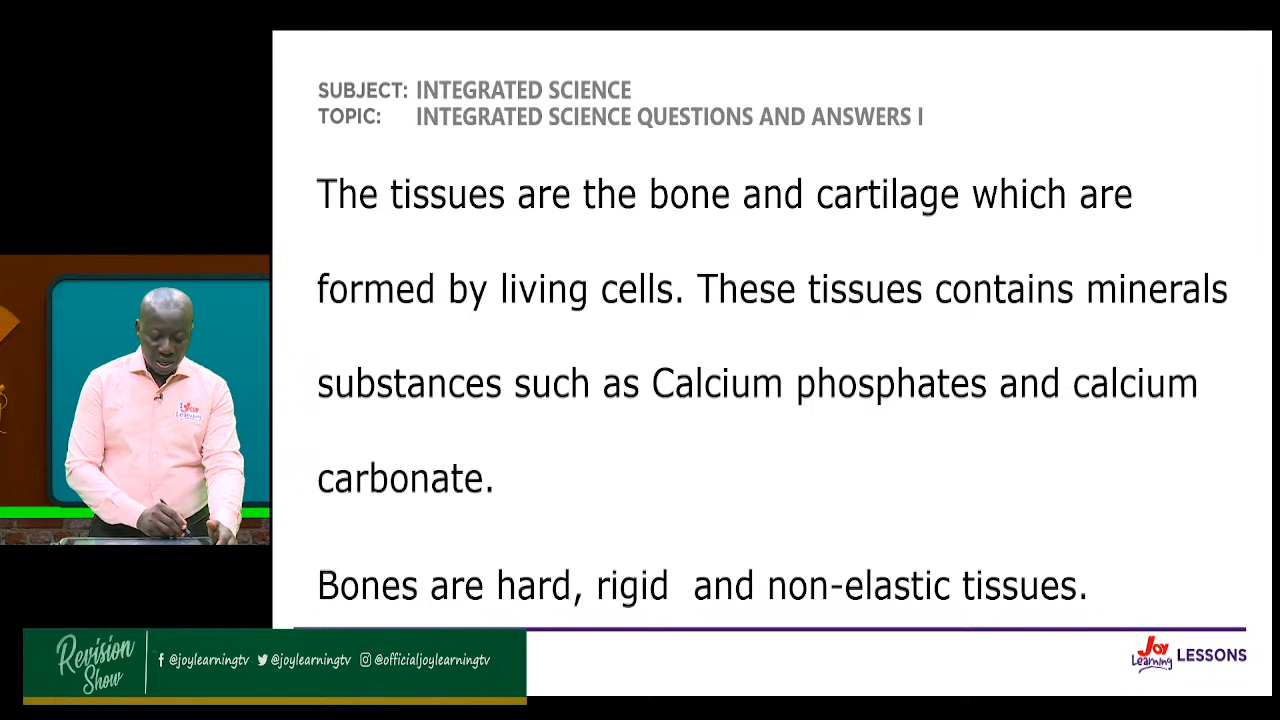 SUBJECT: INTEGRATED SCIENCE
TOPIC: INTEGRATED SCIENCE QUESTIONS AND ANSWERS I
The tissues are the bone and cartilage which are
formed by living cells. These tissues contains minerals
substances such as Calcium phosphates and calcium
carbonate.
Bones are hard, rigid and non-elastic tissues.
Joy
Learning
Revision
Show
@joylearningtv @joylearningtv @officialjoylearningtv
Joy
Learning LESSONS